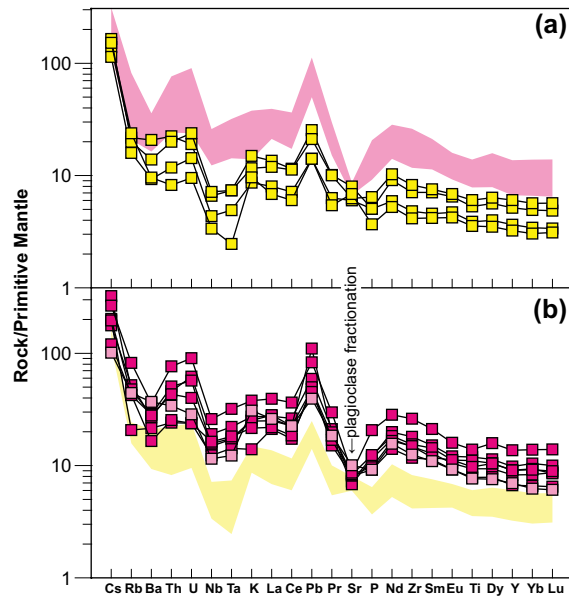 (a)
100
10
1
Rock/Primitive Mantle
(b)
plagioclase fractionation
100
10
1
Cs Rb Ba Th U Nb Ta K La Ce Pb Pr Sr P Nd Zr Sm Eu Ti Dy Y Yb Lu